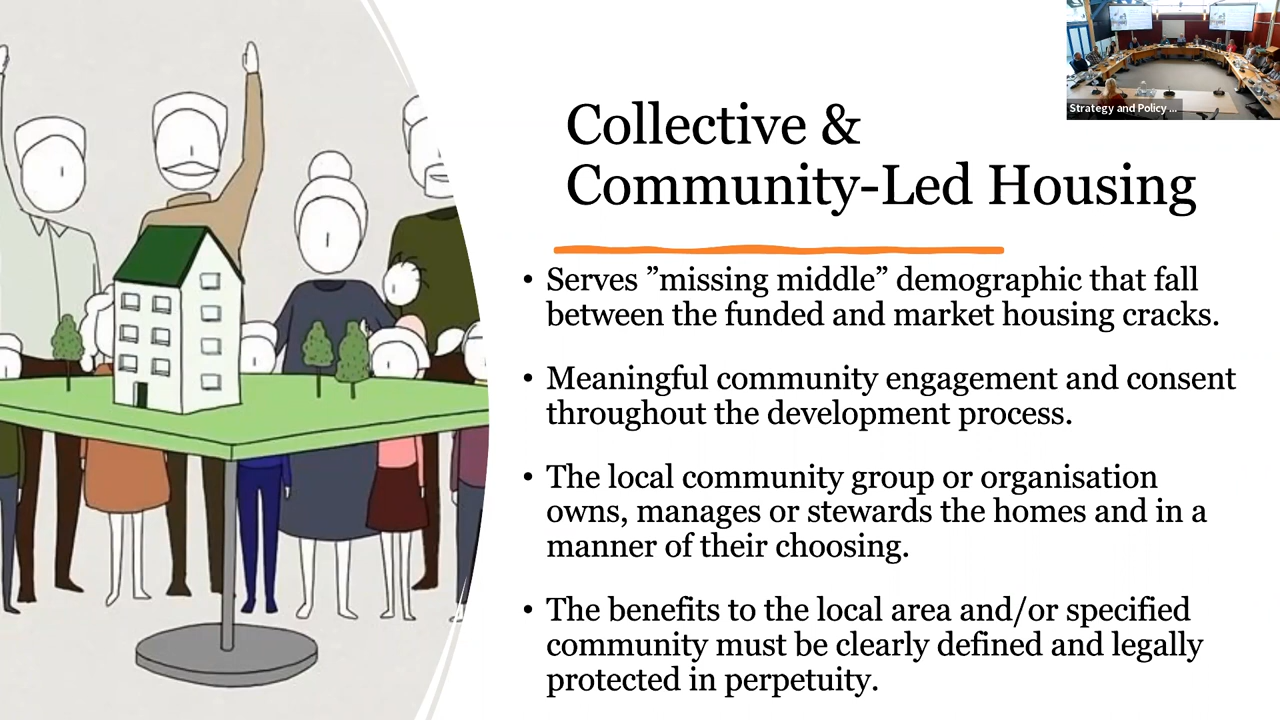 Strategy and Policy ...
Collective &
Community-Led Housing
• Serves ”missing middle” demographic that fall
between the funded and market housing cracks.
• Meaningful community engagement and consent
throughout the development process.
• The local community group or organisation
owns, manages or stewards the homes and in a
manner of their choosing.
• The benefits to the local area and/or specified
community must be clearly defined and legally
protected in perpetuity.